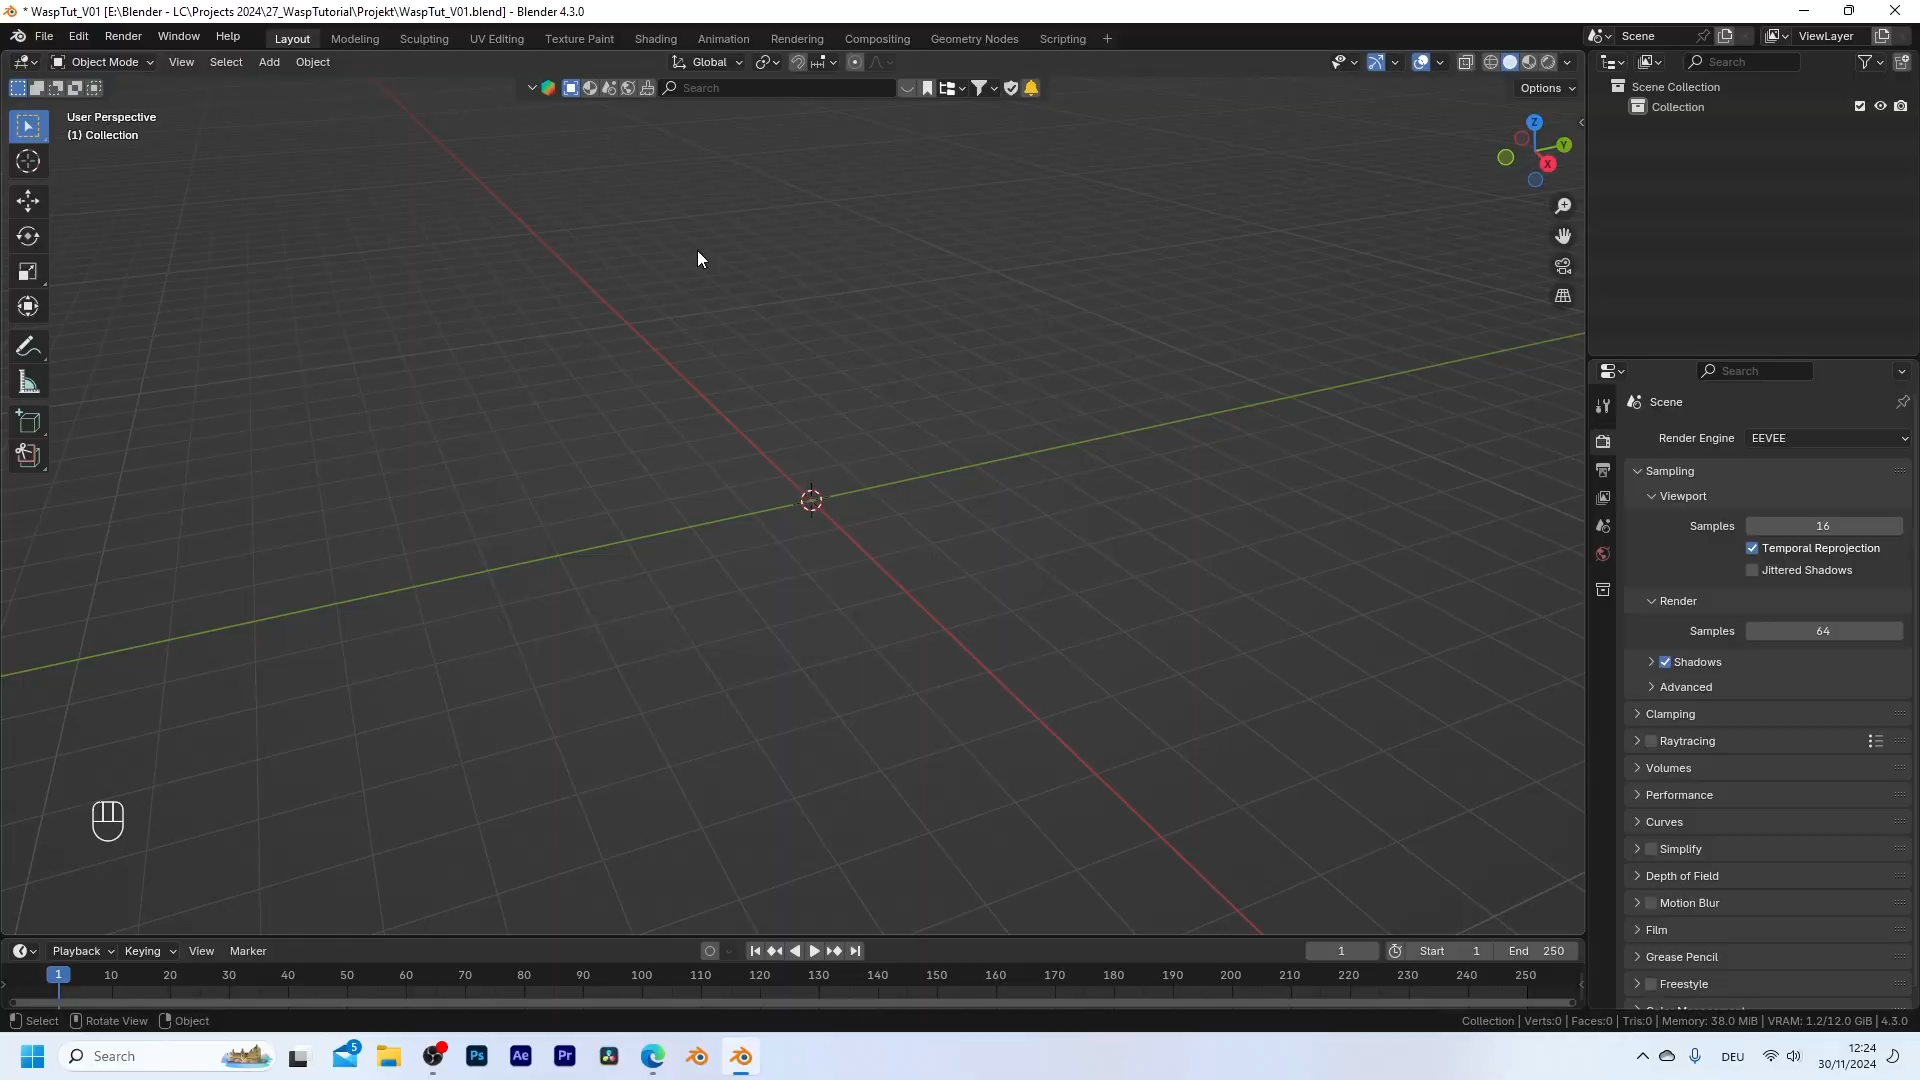 * WaspTut_V01 [E:\Blender - LC\Projects 2024\27_WaspTutorial\Projekt\WaspTut_V01.blend] - Blender 4.3.0
File Edit Render Window Help Layout Modeling Sculpting UV Editing Texture Paint Shading Animation Rendering Compositing Geometry Nodes Scripting + Scene ViewLayer
Object Mode View Select Add Object Global Search
Search Options
Scene Collection
Collection
User Perspective
(1) Collection
Z
Y
X
Search
Scene
Render Engine EEVEE
Sampling
Viewport
Samples 16
Temporal Reprojection
Jittered Shadows
Render
Samples 64
Shadows
Advanced
Clamping
Raytracing
Volumes
Performance
Curves
Simplify
Depth of Field
Motion Blur
Film
Grease Pencil
Freestyle
Playback Keying View Marker 1 Start 1 End 250
1 10 20 30 40 50 60 70 80 90 100 110 120 130 140 150 160 170 180 190 200 210 220 230 240 250
Select Rotate View Object Collection | Verts:0 | Faces:0 | Tris:0 | Memory: 38.0 MiB | VRAM: 1.2/12.0 GiB | 4.3.0
Search 5 Ps Ae Pr DEU 12:24
30/11/2024